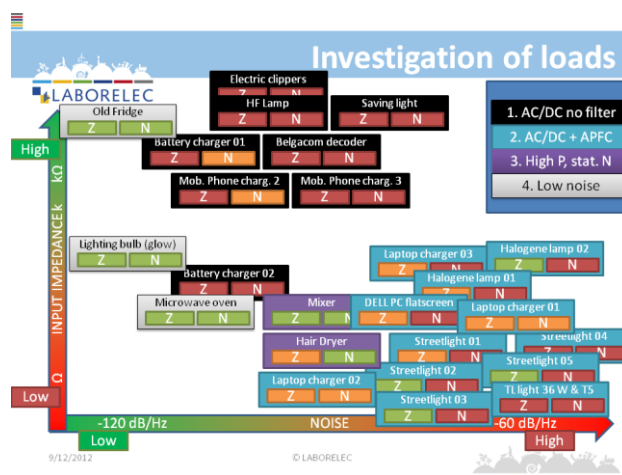 Investigation of loads
LABORELEC
Electric clippers
Z N
HF Lamp
Z N
Saving light
Z N
Old Fridge
Z N
Battery charger 01
Z N
Belgacom decoder
Z N
Mob. Phone charg. 2
Z N
Mob. Phone charg. 3
Z N
1. AC/DC no filter
2. AC/DC + APFC
3. High P, stat. N
4. Low noise
High
kΩ
INPUT IMPEDANCE k
Ω
Low
Lighting bulb (glow)
Z N
Battery charger 02
Z N
Microwave oven
Z N
Mixer
Z N
Hair Dryer
Z N
Laptop charger 02
Z N
Laptop charger 03
Z N
Halogene lamp 02
Z N
Halogene lamp 01
Z N
DELL PC flatscreen
Z N
Laptop charger 01
Z N
Streetlight 01
Z N
Streetlight 04
Z N
Streetlight 02
Z N
Streetlight 05
Z N
Streetlight 03
Z N
TL light 36 W & T5
Z N
-120 dB/Hz
NOISE
-60 dB/Hz
Low
High
9/12/2012
© LABORELEC